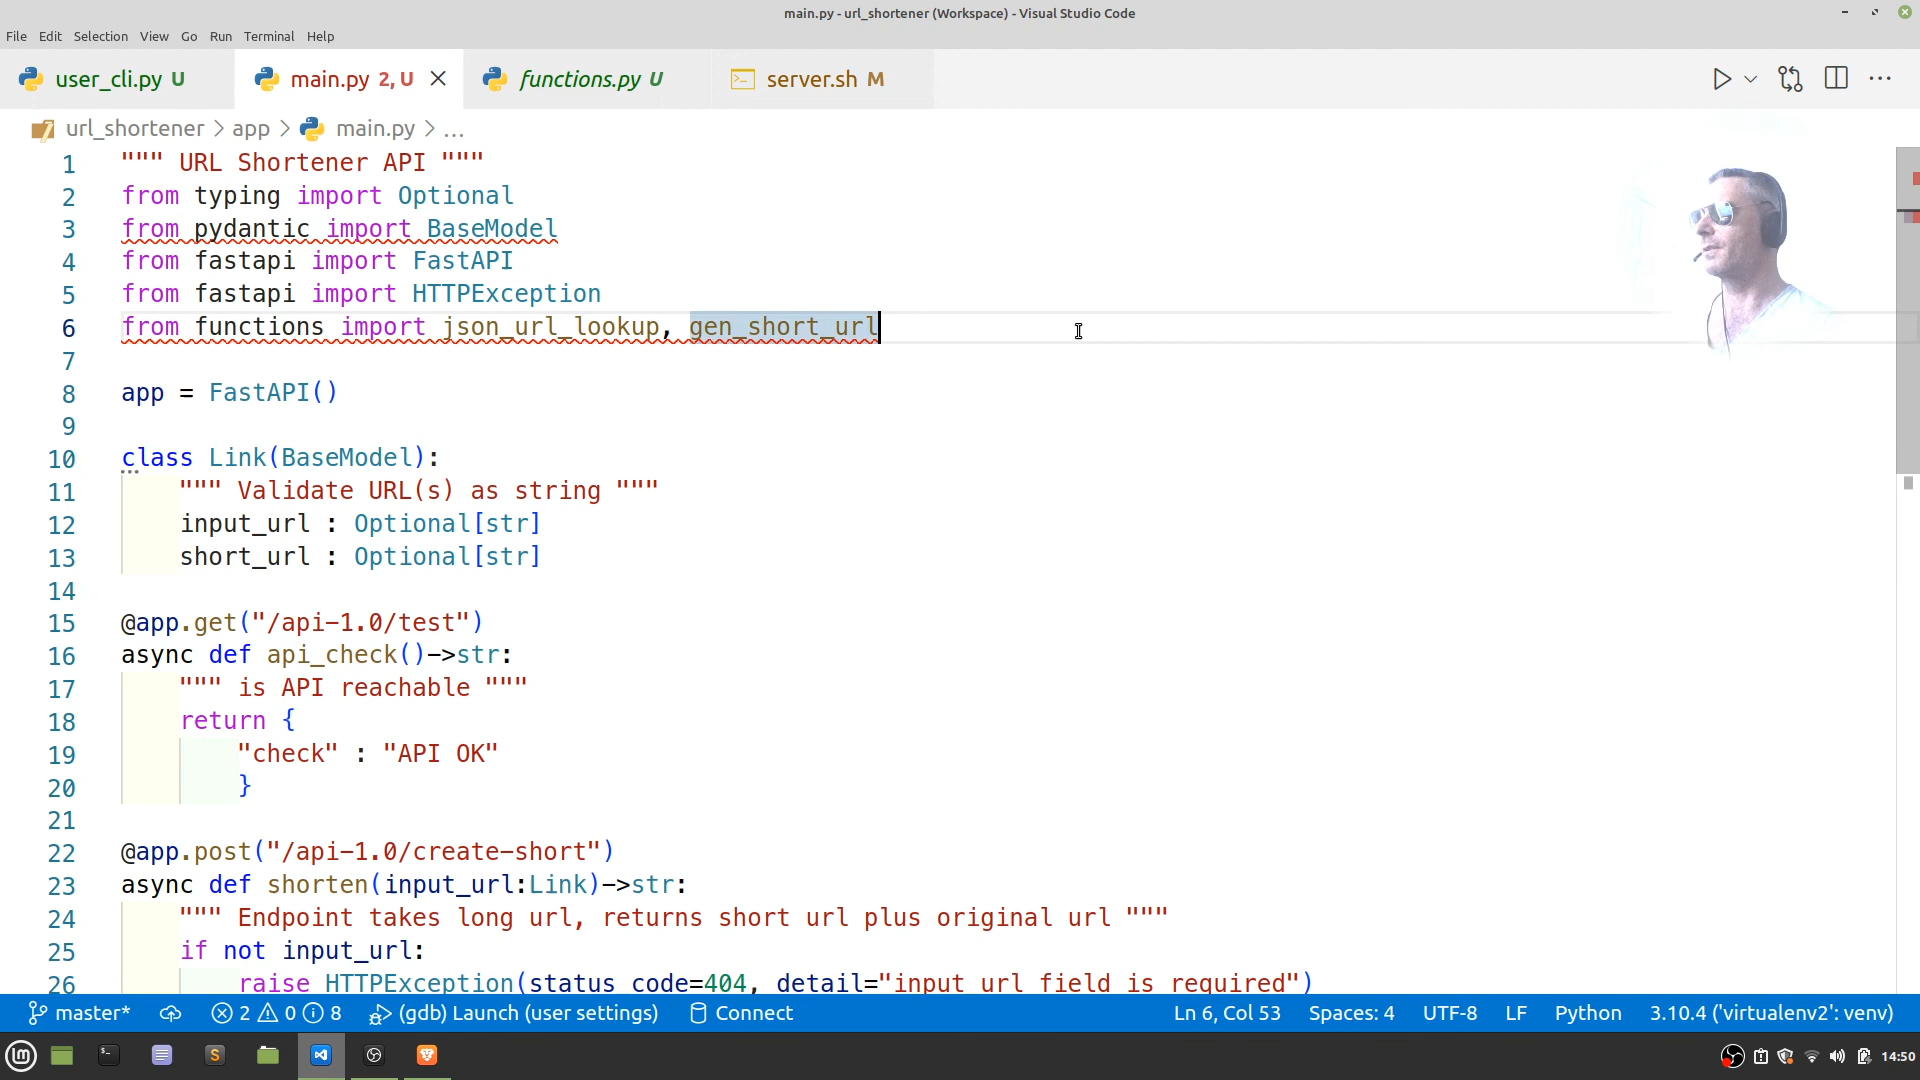 main.py - url_shortener (Workspace) - Visual Studio Code
File Edit Selection View Go Run Terminal Help
user_cli.py U main.py 2, U functions.py U server.sh M
url_shortener > app > main.py > ...
1 """ URL Shortener API """
2 from typing import Optional
3 from pydantic import BaseModel
4 from fastapi import FastAPI
5 from fastapi import HTTPException
6 from functions import json_url_lookup, gen_short_url
7
8 app = FastAPI()
9
10 class Link(BaseModel):
11 """ Validate URL(s) as string """
12 input_url : Optional[str]
13 short_url : Optional[str]
14
15 @app.get("/api-1.0/test")
16 async def api_check()->str:
17 """ is API reachable """
18 return {
19 "check" : "API OK"
20 }
21
22 @app.post("/api-1.0/create-short")
23 async def shorten(input_url:Link)->str:
24 """ Endpoint takes long url, returns short url plus original url """
25 if not input_url:
26 raise HTTPException(status_code=404, detail="input url field is required")
master* 2 0 8 (gdb) Launch (user settings) Connect Ln 6, Col 53 Spaces: 4 UTF-8 LF Python 3.10.4 ('virtualenv2': venv)
14:50